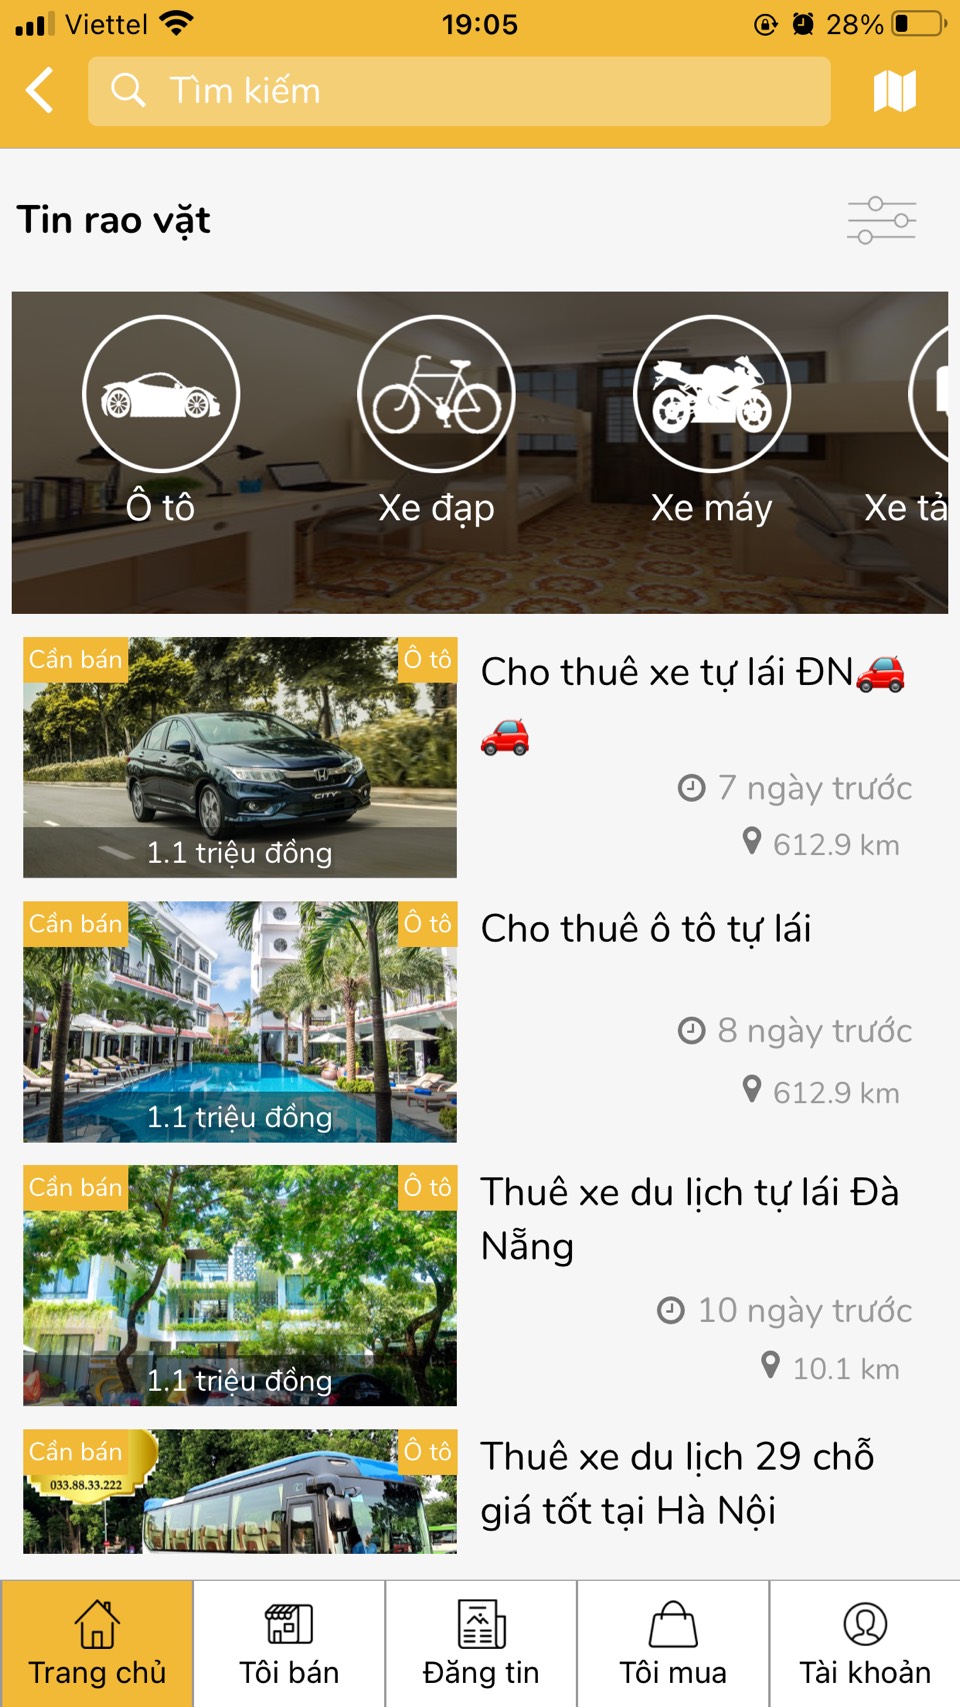 Viettel 19:05 28%
Tìm kiếm
Tin rao vặt
Ô tô Xe đạp Xe máy Xe tả
Cần bán Ô tô
CITY
1.1 triệu đồng
Cho thuê xe tự lái ĐN🚗
🚗
7 ngày trước
612.9 km
Cần bán Ô tô
1.1 triệu đồng
Cho thuê ô tô tự lái
8 ngày trước
612.9 km
Cần bán Ô tô
1.1 triệu đồng
Thuê xe du lịch tự lái Đà
Nẵng
10 ngày trước
10.1 km
Cần bán Ô tô
033.88.33.222
Thuê xe du lịch 29 chỗ
giá tốt tại Hà Nội
Trang chủ Tôi bán Đăng tin Tôi mua Tài khoản